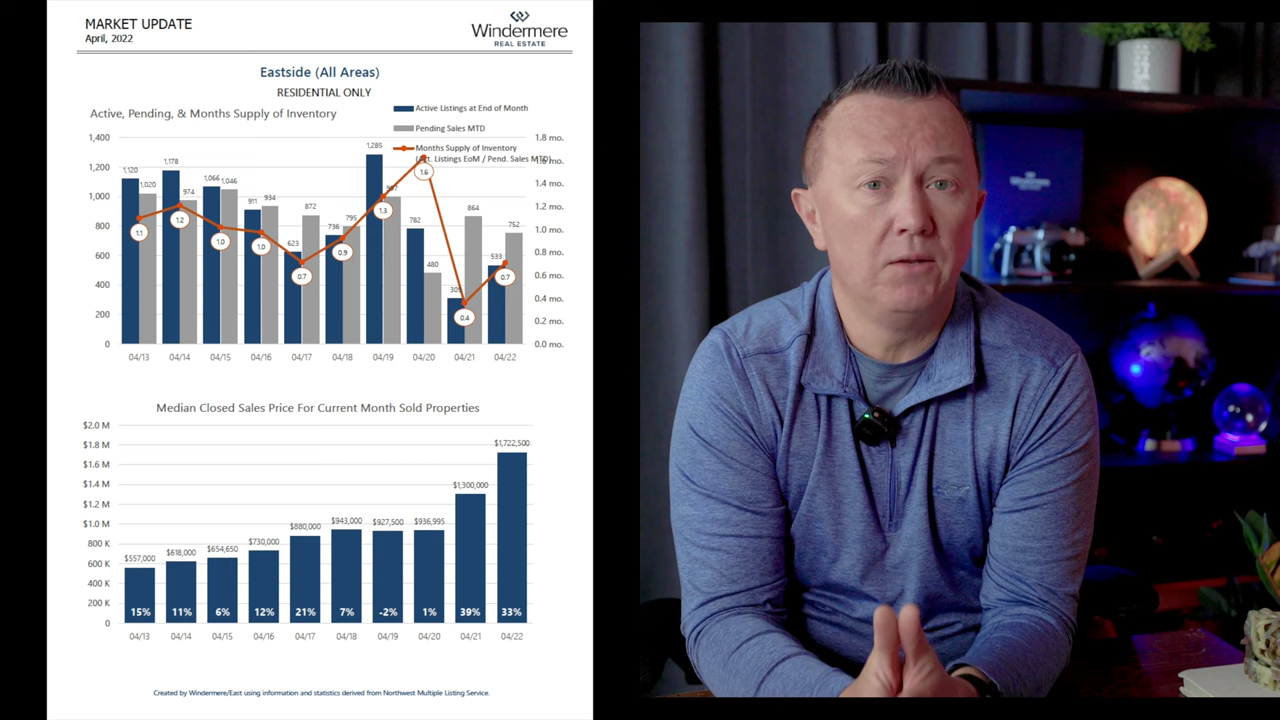 MARKET UPDATE
April, 2022
Windermere
REAL ESTATE
Eastside (All Areas)
RESIDENTIAL ONLY
Active, Pending, & Months Supply of Inventory
Active Listings at End of Month
Pending Sales MTD
Months Supply of Inventory
(Act. Listings EoM / Pend. Sales MTD)
1,400
1,200
1,000
800
600
400
200
0
1.8 mo.
1.6 mo.
1.4 mo.
1.2 mo.
1.0 mo.
0.8 mo.
0.6 mo.
0.4 mo.
0.2 mo.
0.0 mo.
1,120 1,020 1,178 974 1,066 1,046 911 934 623 872 736 795 1,285 997 782 480 309 864 533 752
1.1 1.2 1.0 1.0 0.7 0.9 1.3 1.6 0.4 0.7
04/13 04/14 04/15 04/16 04/17 04/18 04/19 04/20 04/21 04/22
Median Closed Sales Price For Current Month Sold Properties
$2.0 M
$1.8 M
$1.6 M
$1.4 M
$1.2 M
$1.0 M
800 K
600 K
400 K
200 K
0
$557,000 $618,000 $654,650 $730,000 $880,000 $943,000 $927,500 $936,995 $1,300,000 $1,722,500
15% 11% 6% 12% 21% 7% -2% 1% 39% 33%
04/13 04/14 04/15 04/16 04/17 04/18 04/19 04/20 04/21 04/22
Created by Windermere/East using information and statistics derived from Northwest Multiple Listing Service.